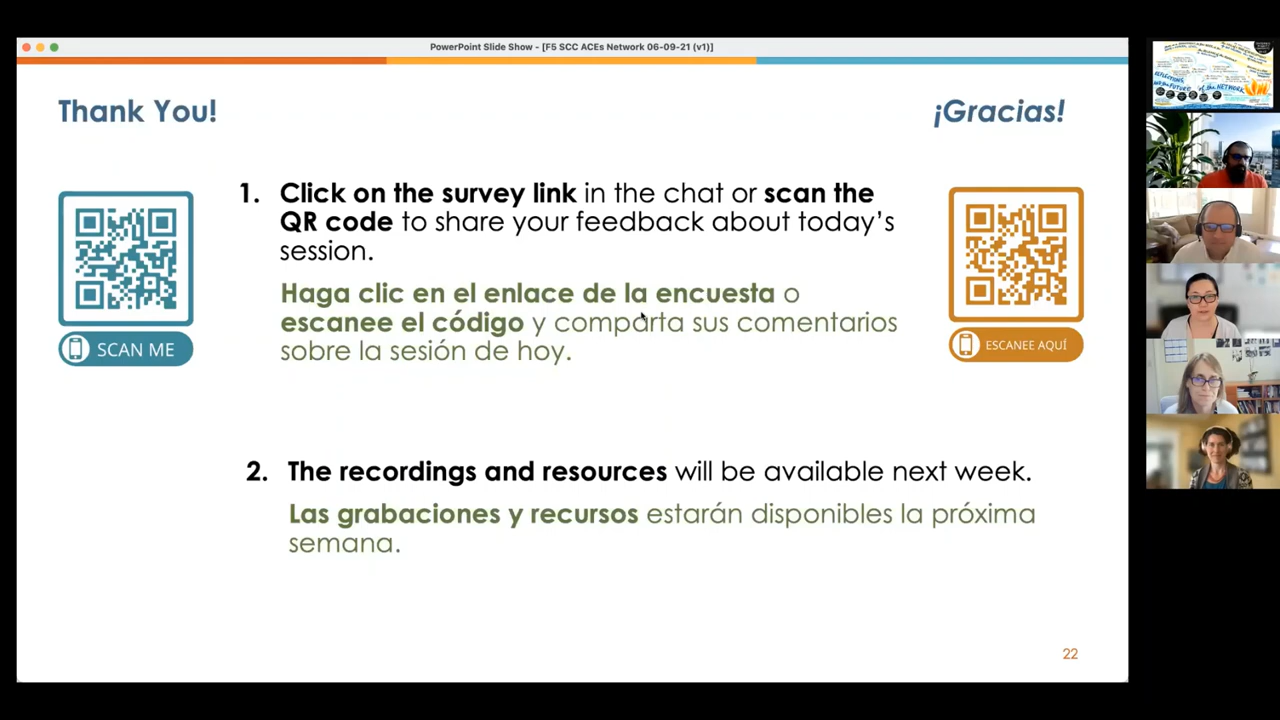 PowerPoint Slide Show - [F5 SCC ACEs Network 06-09-21 (v1)]
Thank You!
¡Gracias!
1. Click on the survey link in the chat or scan the
QR code to share your feedback about today's
session.
Haga clic en el enlace de la encuesta o
escanee el código y comparta sus comentarios
sobre la sesión de hoy.
SCAN ME
ESCANEE AQUÍ
2. The recordings and resources will be available next week.
Las grabaciones y recursos estarán disponibles la próxima
semana.
22
REFLECTIONS
of the NETWORK